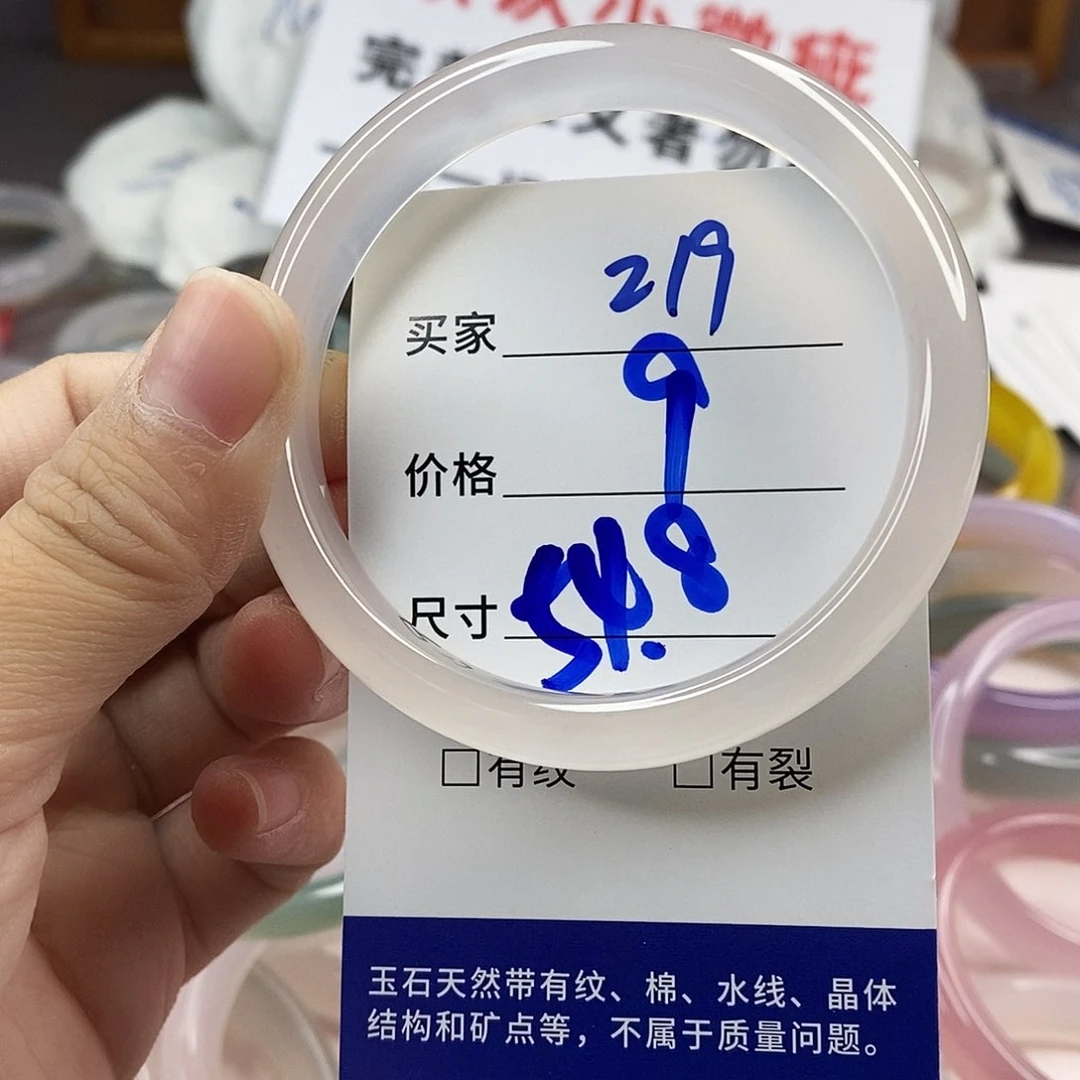 219
买家
9
价格
54.8
尺寸
□有纹 □有裂
玉石天然带有纹、棉、水线、晶体
结构和矿点等，不属于质量问题。